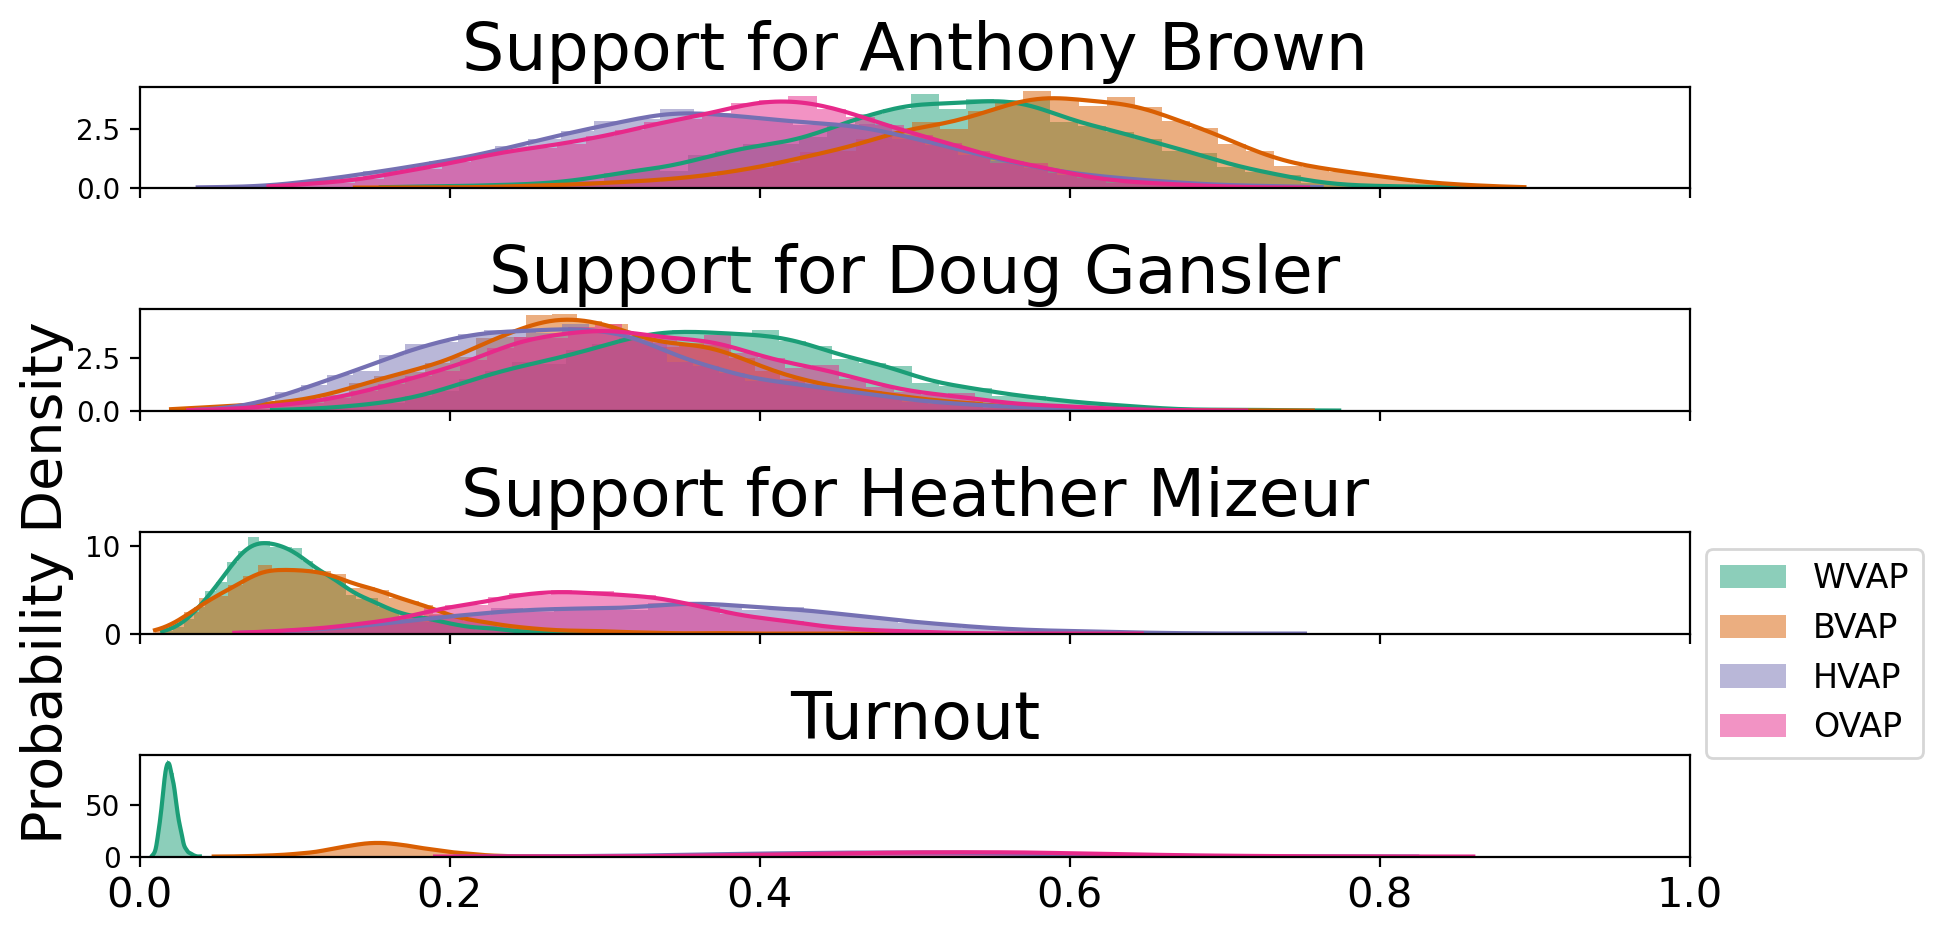 Support for Anthony Brown
2.5
0.0
Support for Doug Gansler
2.5
0.0
Support for Heather Mizeur
10
0
Turnout
50
0
0.0 0.2 0.4 0.6 0.8 1.0
Probability Density
WVAP
BVAP
HVAP
OVAP